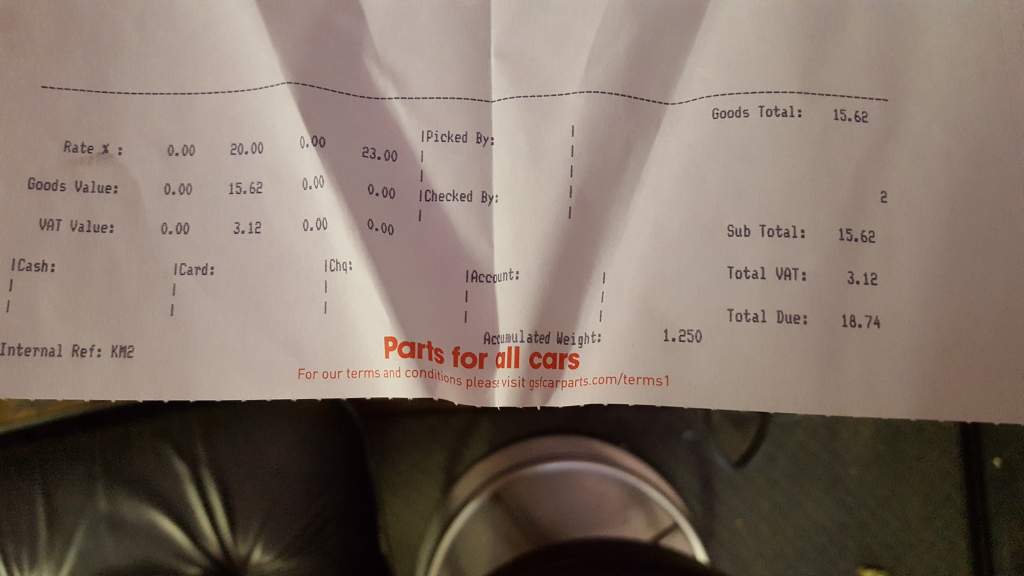 Goods Total: 15.62
|Picked By: |
Rate % : 0.00 20.00 0.00 23.00
Goods Value: 0.00 15.62 0.00 0.00 |Checked By: |
2
VAT Value: 0.00 3.12 0.00 0.00
Sub Total: 15.62
|Cash: |Card: |Chq: |Account: |
Total VAT: 3.12
Total Due: 18.74
Accumulated Weight: 1.250
Internal Ref: KM2
Parts for all cars
For our terms and conditions please visit gsfcarparts.com/terms1